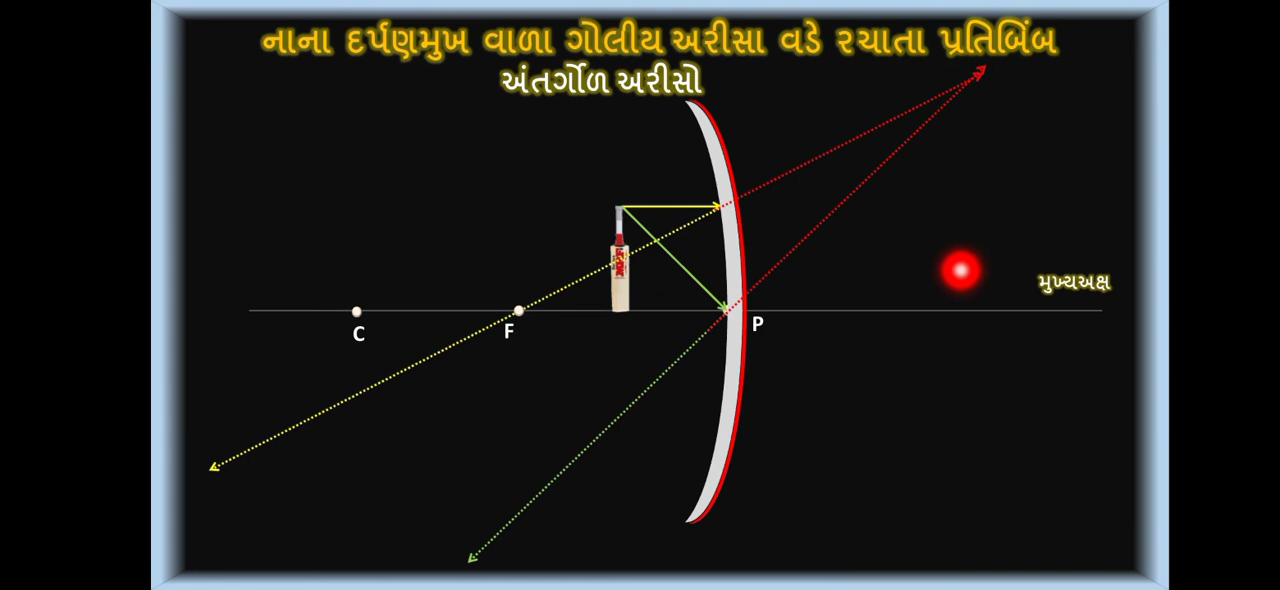 નાના દર્પણમુખ વાળા ગોલીય અરીસા વડે રચાતા પ્રતિબિંબ
અંતર્ગોળ અરીસો
મુખ્યઅક્ષ
C
F
P